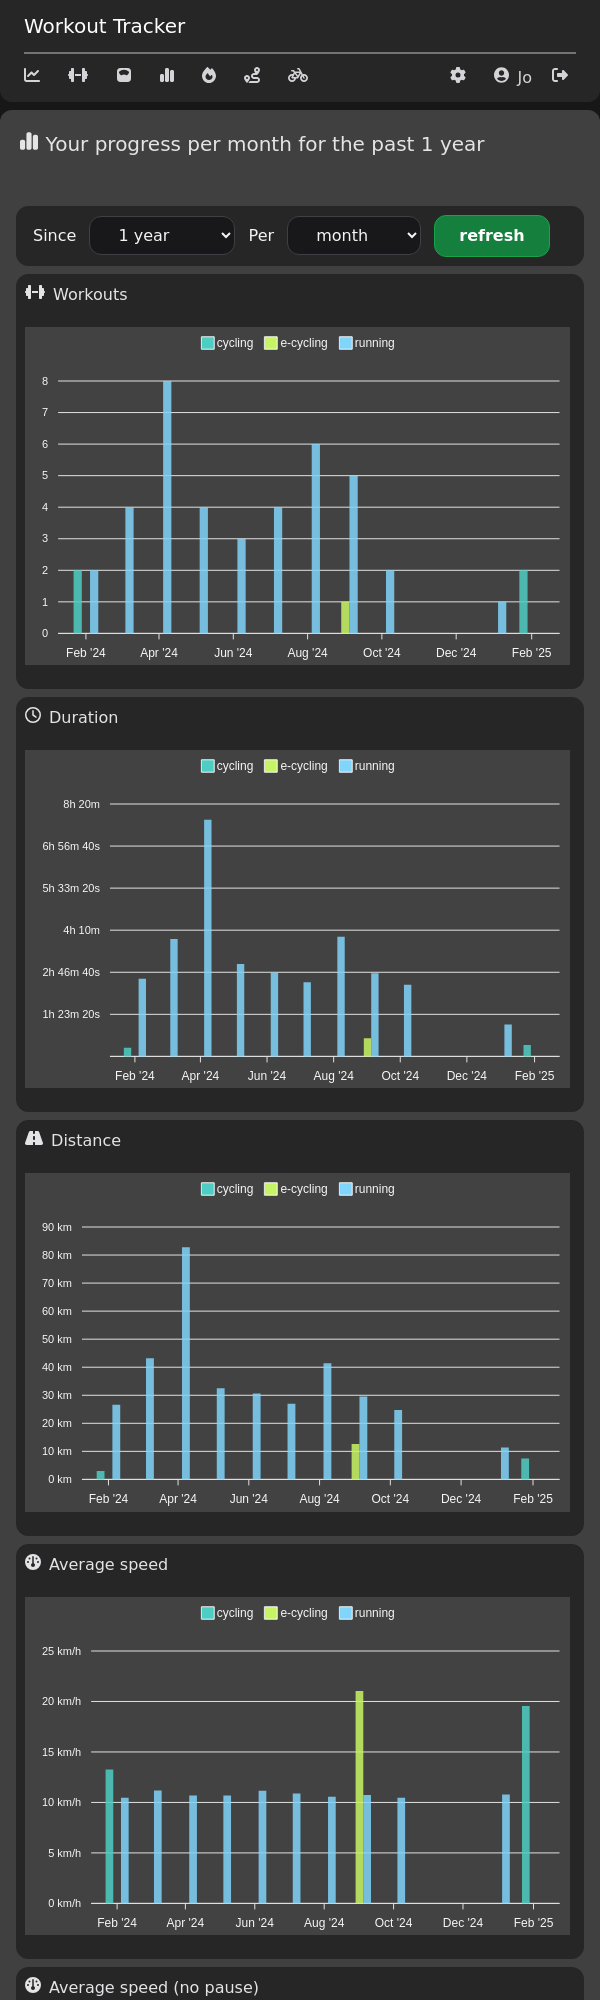 Workout Tracker
Jo
Your progress per month for the past 1 year
Since 1 year Per month refresh
Workouts
cycling e-cycling running
8
7
6
5
4
3
2
1
0
Feb '24 Apr '24 Jun '24 Aug '24 Oct '24 Dec '24 Feb '25
Duration
cycling e-cycling running
8h 20m
6h 56m 40s
5h 33m 20s
4h 10m
2h 46m 40s
1h 23m 20s
Feb '24 Apr '24 Jun '24 Aug '24 Oct '24 Dec '24 Feb '25
Distance
cycling e-cycling running
90 km
80 km
70 km
60 km
50 km
40 km
30 km
20 km
10 km
0 km
Feb '24 Apr '24 Jun '24 Aug '24 Oct '24 Dec '24 Feb '25
Average speed
cycling e-cycling running
25 km/h
20 km/h
15 km/h
10 km/h
5 km/h
0 km/h
Feb '24 Apr '24 Jun '24 Aug '24 Oct '24 Dec '24 Feb '25
Average speed (no pause)